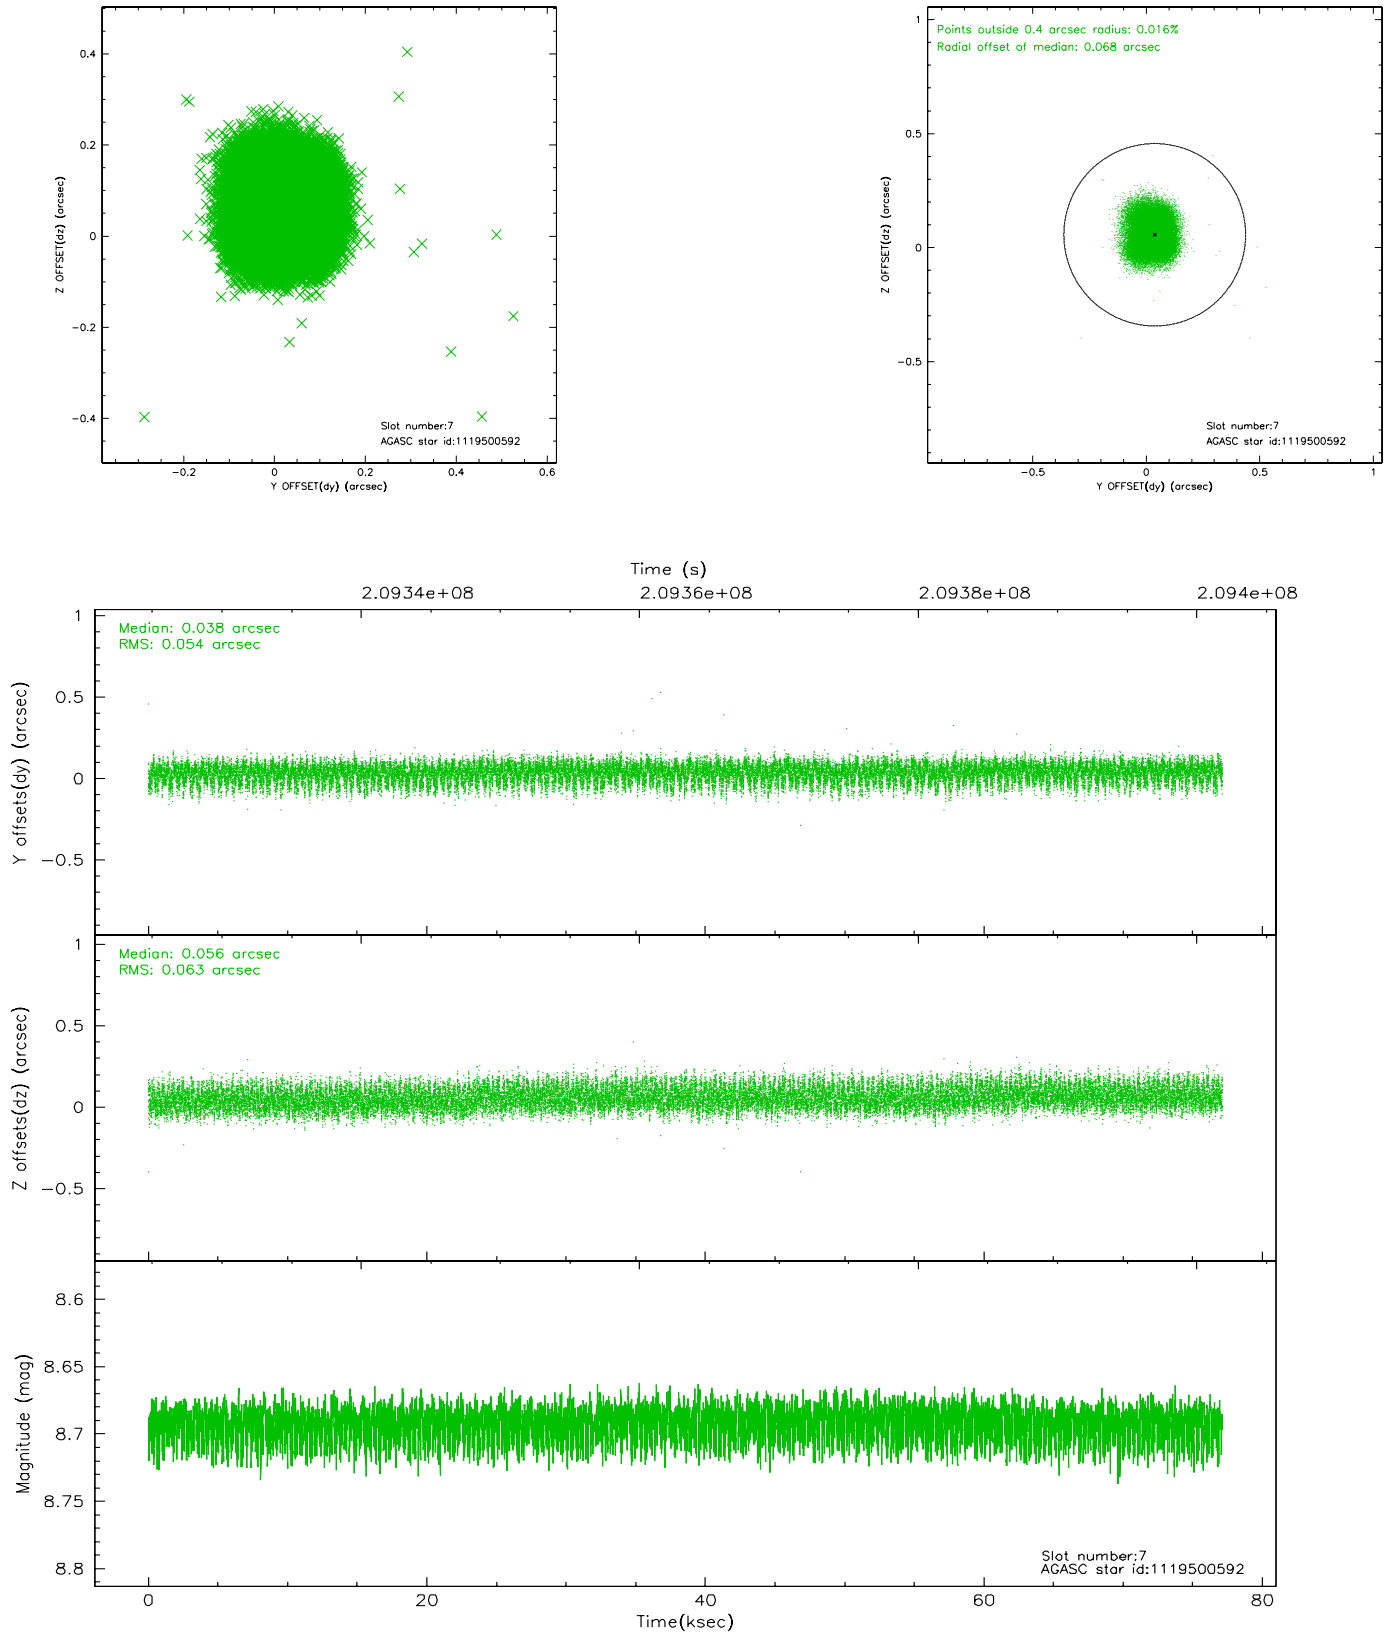 0.4
0.2
0
−0.2
−0.4
Z OFFSET(dz) (arcsec)
Slot number:7
AGASC star id:1119500592
−0.2 0 0.2 0.4 0.6
Y OFFSET(dy) (arcsec)
Points outside 0.4 arcsec radius: 0.016%
Radial offset of median: 0.068 arcsec
1
0.5
0
−0.5
Z OFFSET(dz) (arcsec)
Slot number:7
AGASC star id:1119500592
−0.5 0 0.5 1
Y OFFSET(dy) (arcsec)
Time (s)
2.0934e+08 2.0936e+08 2.0938e+08 2.094e+08
Median: 0.038 arcsec
RMS: 0.054 arcsec
1
0.5
0
−0.5
Y offsets(dy) (arcsec)
Median: 0.056 arcsec
RMS: 0.063 arcsec
1
0.5
0
−0.5
Z offsets(dz) (arcsec)
8.6
8.65
8.7
8.75
8.8
Magnitude (mag)
Slot number:7
AGASC star id:1119500592
0 20 40 60 80
Time(ksec)